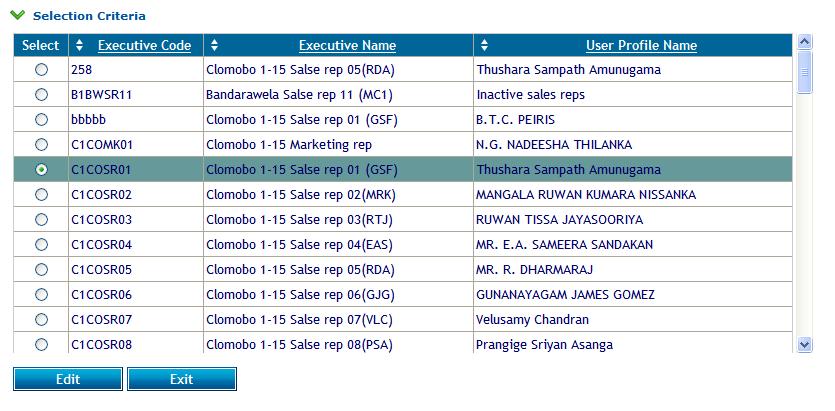 Selection Criteria
Select Executive Code Executive Name User Profile Name
258 Clomobo 1-15 Salse rep 05(RDA) Thushara Sampath Amunugama
B1BWSR11 Bandarawela Salse rep 11 (MC1) Inactive sales reps
bbbbb Clomobo 1-15 Salse rep 01 (GSF) B.T.C. PEIRIS
C1COMK01 Clomobo 1-15 Marketing rep N.G. NADEESHA THILANKA
C1COSR01 Clomobo 1-15 Salse rep 01 (GSF) Thushara Sampath Amunugama
C1COSR02 Clomobo 1-15 Salse rep 02(MRK) MANGALA RUWAN KUMARA NISSANKA
C1COSR03 Clomobo 1-15 Salse rep 03(RTJ) RUWAN TISSA JAYASOORIYA
C1COSR04 Clomobo 1-15 Salse rep 04(EAS) MR. E.A. SAMEERA SANDAKAN
C1COSR05 Clomobo 1-15 Salse rep 05(RDA) MR. R. DHARMARAJ
C1COSR06 Clomobo 1-15 Salse rep 06(GJG) GUNANAYAGAM JAMES GOMEZ
C1COSR07 Clomobo 1-15 Salse rep 07(VLC) Velusamy Chandran
C1COSR08 Clomobo 1-15 Salse rep 08(PSA) Prangige Sriyan Asanga
Edit Exit